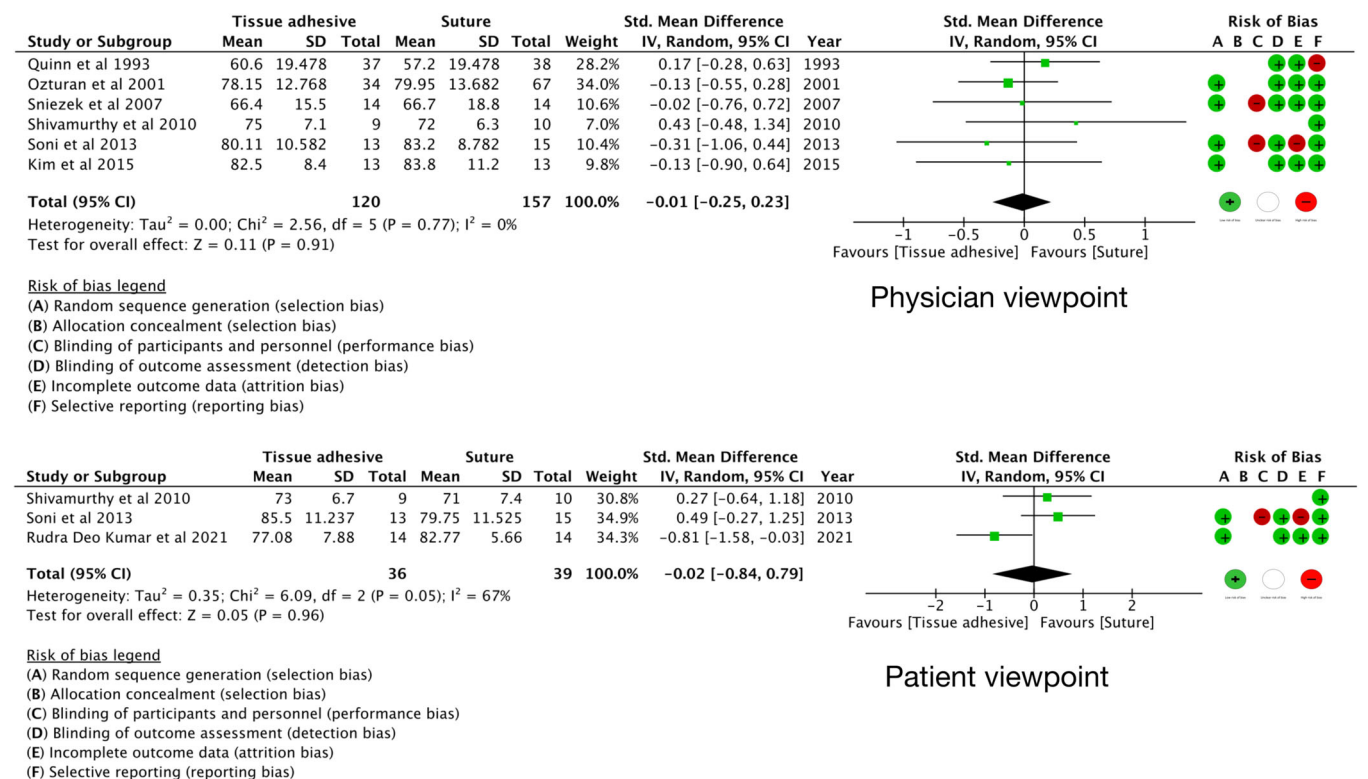 Tissue adhesive Suture Std. Mean Difference Std. Mean Difference Risk of Bias
Study or Subgroup Mean SD Total Mean SD Total Weight IV, Random, 95% CI Year IV, Random, 95% CI A B C D E F
Quinn et al 1993 60.6 19.478 37 57.2 19.478 38 28.2% 0.17 [−0.28, 0.63] 1993 + + −
Ozturan et al 2001 78.15 12.768 34 79.95 13.682 67 34.0% −0.13 [−0.55, 0.28] 2001 + + + +
Sniezek et al 2007 66.4 15.5 14 66.7 18.8 14 10.6% −0.02 [−0.76, 0.72] 2007 + − + + +
Shivamurthy et al 2010 75 7.1 9 72 6.3 10 7.0% 0.43 [−0.48, 1.34] 2010 +
Soni et al 2013 80.11 10.582 13 83.2 8.782 15 10.4% −0.31 [−1.06, 0.44] 2013 + − + − +
Kim et al 2015 82.5 8.4 13 83.8 11.2 13 9.8% −0.13 [−0.90, 0.64] 2015 + + + +
Total (95% CI) 120 157 100.0% −0.01 [−0.25, 0.23] + −
Heterogeneity: Tau² = 0.00; Chi² = 2.56, df = 5 (P = 0.77); I² = 0%
Test for overall effect: Z = 0.11 (P = 0.91)
−1 −0.5 0 0.5 1
Favours [Tissue adhesive] Favours [Suture]
Physician viewpoint
Risk of bias legend
(A) Random sequence generation (selection bias)
(B) Allocation concealment (selection bias)
(C) Blinding of participants and personnel (performance bias)
(D) Blinding of outcome assessment (detection bias)
(E) Incomplete outcome data (attrition bias)
(F) Selective reporting (reporting bias)
Tissue adhesive Suture Std. Mean Difference Std. Mean Difference Risk of Bias
Study or Subgroup Mean SD Total Mean SD Total Weight IV, Random, 95% CI Year IV, Random, 95% CI A B C D E F
Shivamurthy et al 2010 73 6.7 9 71 7.4 10 30.8% 0.27 [−0.64, 1.18] 2010 +
Soni et al 2013 85.5 11.237 13 79.75 11.525 15 34.9% 0.49 [−0.27, 1.25] 2013 + − + − +
Rudra Deo Kumar et al 2021 77.08 7.88 14 82.77 5.66 14 34.3% −0.81 [−1.58, −0.03] 2021 + + + +
Total (95% CI) 36 39 100.0% −0.02 [−0.84, 0.79] + −
Heterogeneity: Tau² = 0.35; Chi² = 6.09, df = 2 (P = 0.05); I² = 67%
Test for overall effect: Z = 0.05 (P = 0.96)
−2 −1 0 1 2
Favours [Tissue adhesive] Favours [Suture]
Patient viewpoint
Risk of bias legend
(A) Random sequence generation (selection bias)
(B) Allocation concealment (selection bias)
(C) Blinding of participants and personnel (performance bias)
(D) Blinding of outcome assessment (detection bias)
(E) Incomplete outcome data (attrition bias)
(F) Selective reporting (reporting bias)